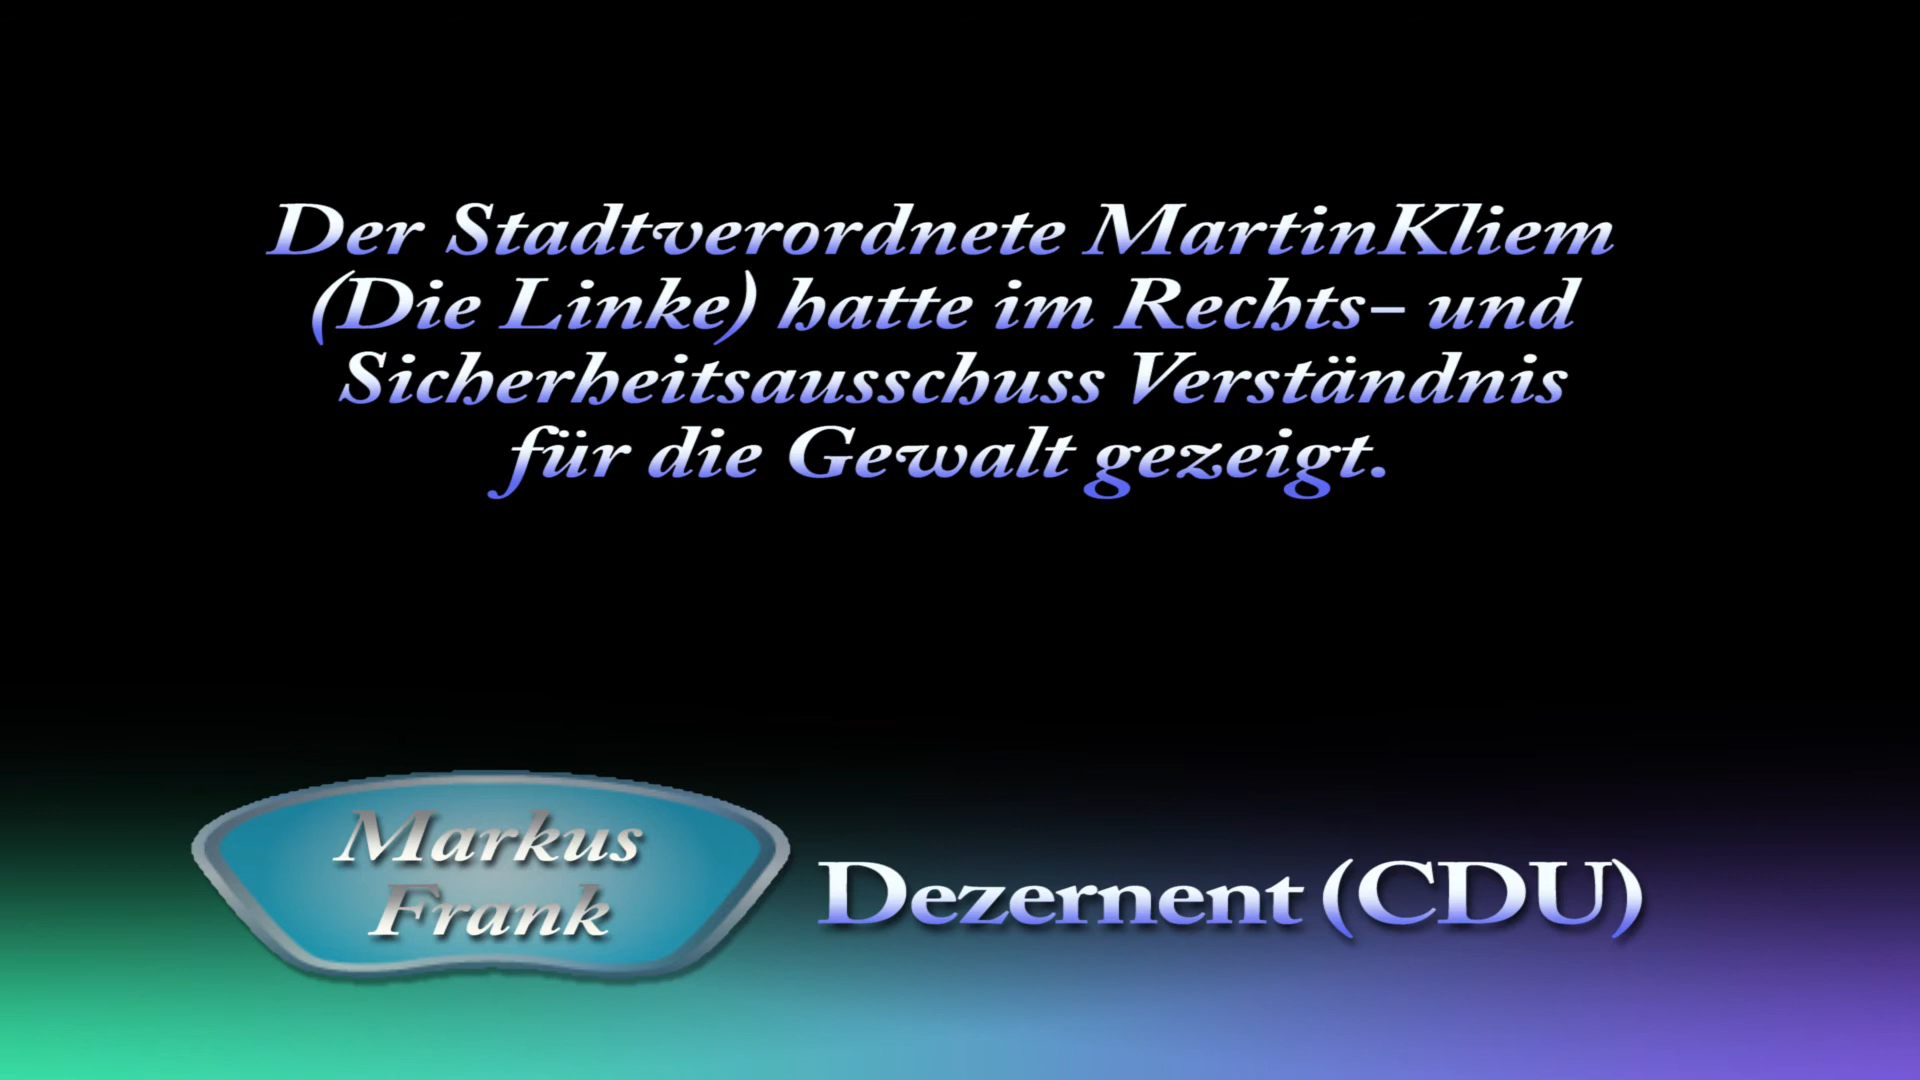 Der Stadtverordnete MartinKliem
(Die Linke) hatte im Rechts- und
Sicherheitsausschuss Verständnis
für die Gewalt gezeigt.
Markus
Frank
Dezernent (CDU)